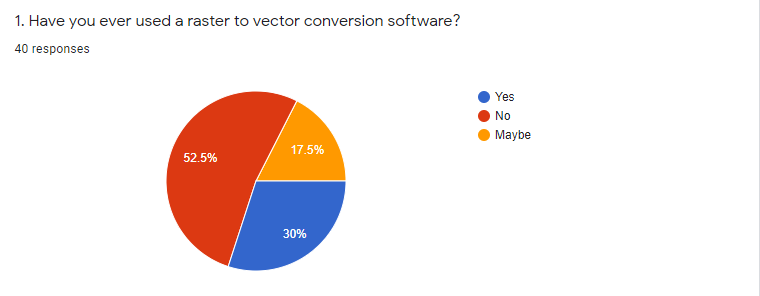 1. Have you ever used a raster to vector conversion software?
40 responses
Yes
No
Maybe
52.5%
17.5%
30%